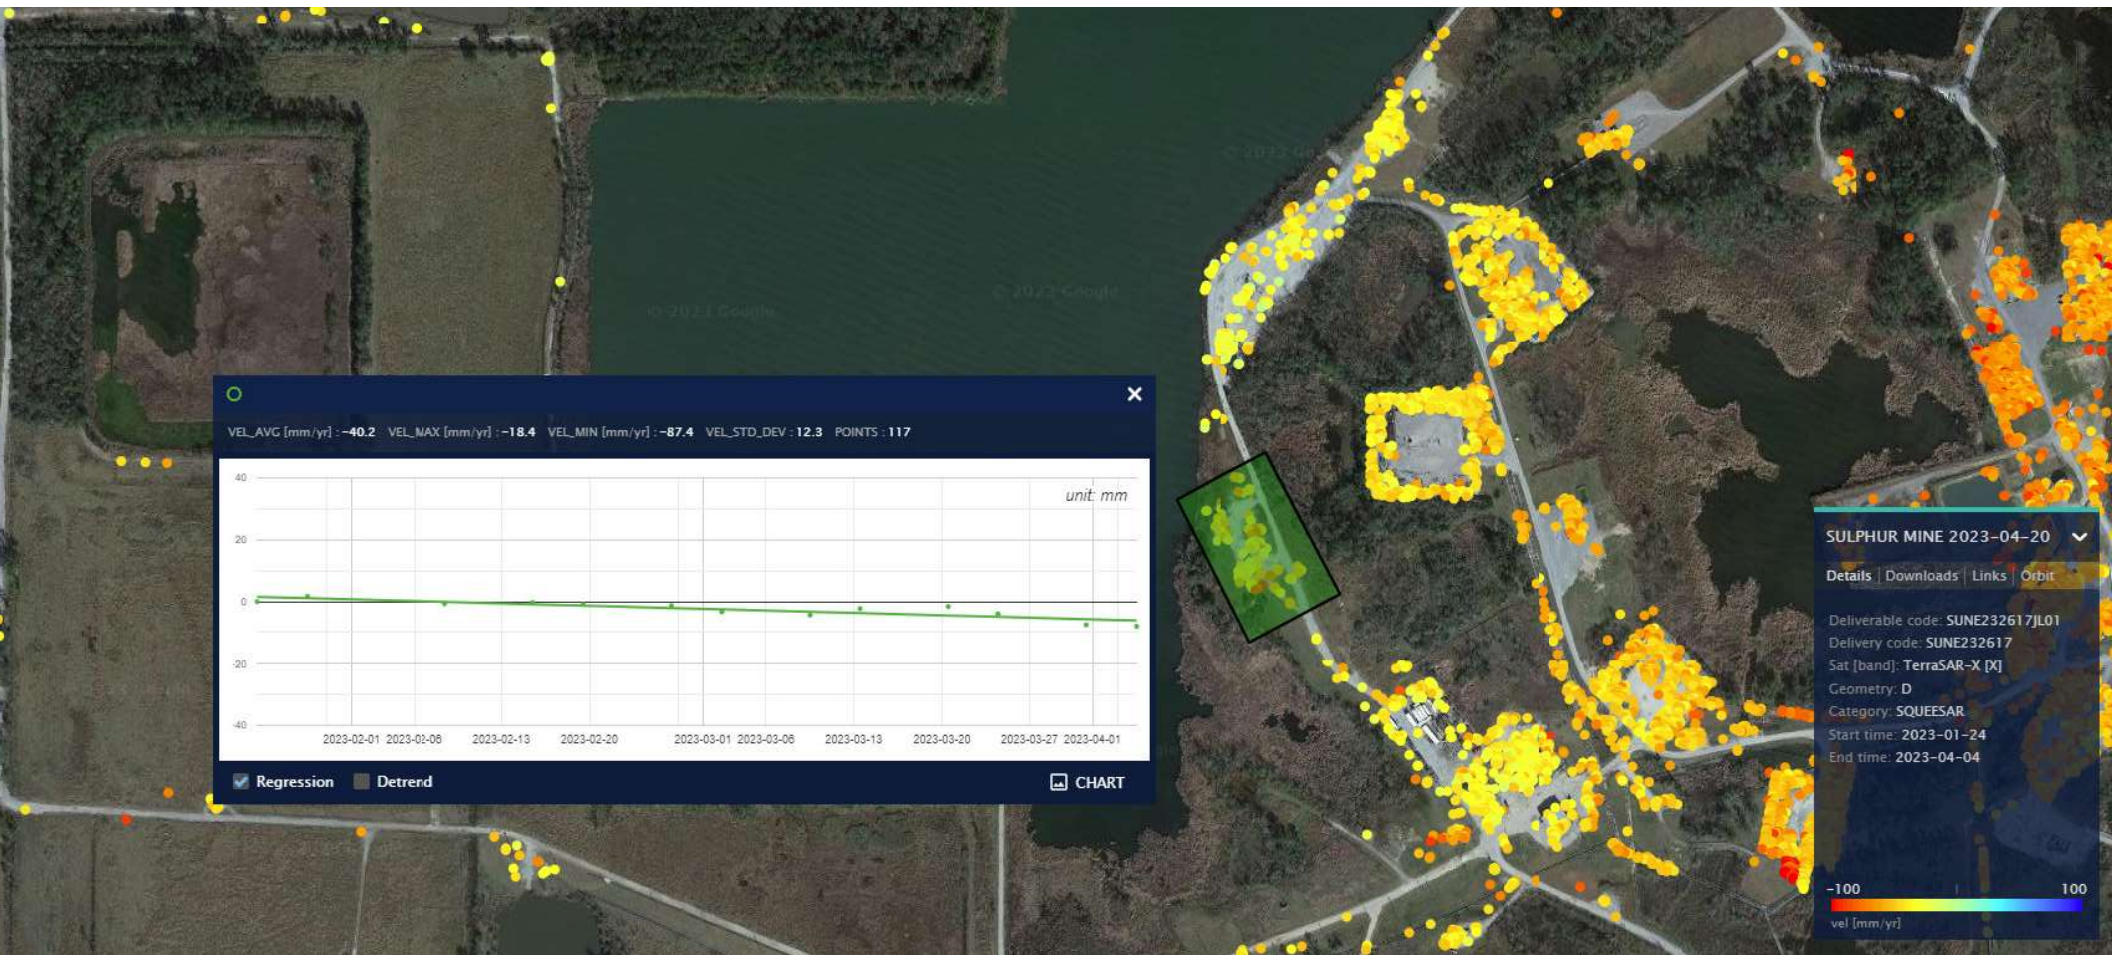 © 2023 Google
© 2023 Google
VEL_AVG [mm/yr] : -40.2 VEL_MAX [mm/yr] : -18.4 VEL_MIN [mm/yr] : -87.4 VEL_STD_DEV : 12.3 POINTS : 117
unit: mm
40
20
0
-20
-40
2023-02-01 2023-02-06 2023-02-13 2023-02-20 2023-03-01 2023-03-06 2023-03-13 2023-03-20 2023-03-27 2023-04-01
Regression Detrend CHART
SULPHUR MINE 2023-04-20
Details | Downloads | Links | Orbit
Deliverable code: SUNE232617JL01
Delivery code: SUNE232617
Sat [band]: TerraSAR-X [X]
Geometry: D
Category: SQUEESAR
Start time: 2023-01-24
End time: 2023-04-04
-100 100
vel [mm/yr]